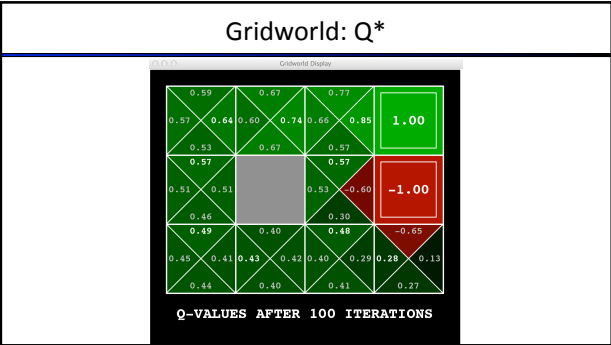 Gridworld: Q*
Gridworld Display
0.59 0.67 0.77
0.57 0.64 0.60 0.74 0.66 0.85 1.00
0.53 0.67 0.57
0.57 0.57
0.51 0.51 0.53 -0.60 -1.00
0.46 0.30
0.49 0.40 0.48 -0.65
0.45 0.41 0.43 0.42 0.40 0.29 0.28 0.13
0.44 0.40 0.41 0.27
Q-VALUES AFTER 100 ITERATIONS